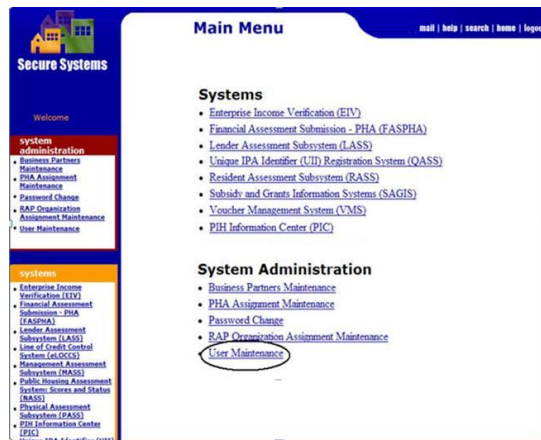 Main Menu
mail | help | search | home | logou
Secure Systems
Welcome
system
administration
Business Partners
Maintenance
PHA Assignment
Maintenance
Password Change
RAP Organization
Assignment Maintenance
User Maintenance
systems
Enterprise Income
Verification (EIV)
Financial Assessment
Submission - PHA
(FASPHA)
Lender Assessment
Subsystem (LASS)
Line of Credit Control
System (eLOCCS)
Management Assessment
Subsystem (MASS)
Public Housing Assessment
System: Scores and Status
(NASS)
Physical Assessment
Subsystem (PASS)
PIH Information Center
(PIC)
Unique IPA Identifier (UII)
Systems
• Enterprise Income Verification (EIV)
• Financial Assessment Submission - PHA (FASPHA)
• Lender Assessment Subsystem (LASS)
• Unique IPA Identifier (UII) Registration System (QASS)
• Resident Assessment Subsystem (RASS)
• Subsidy and Grants Information Systems (SAGIS)
• Voucher Management System (VMS)
• PIH Information Center (PIC)
System Administration
• Business Partners Maintenance
• PHA Assignment Maintenance
• Password Change
• RAP Organization Assignment Maintenance
• User Maintenance